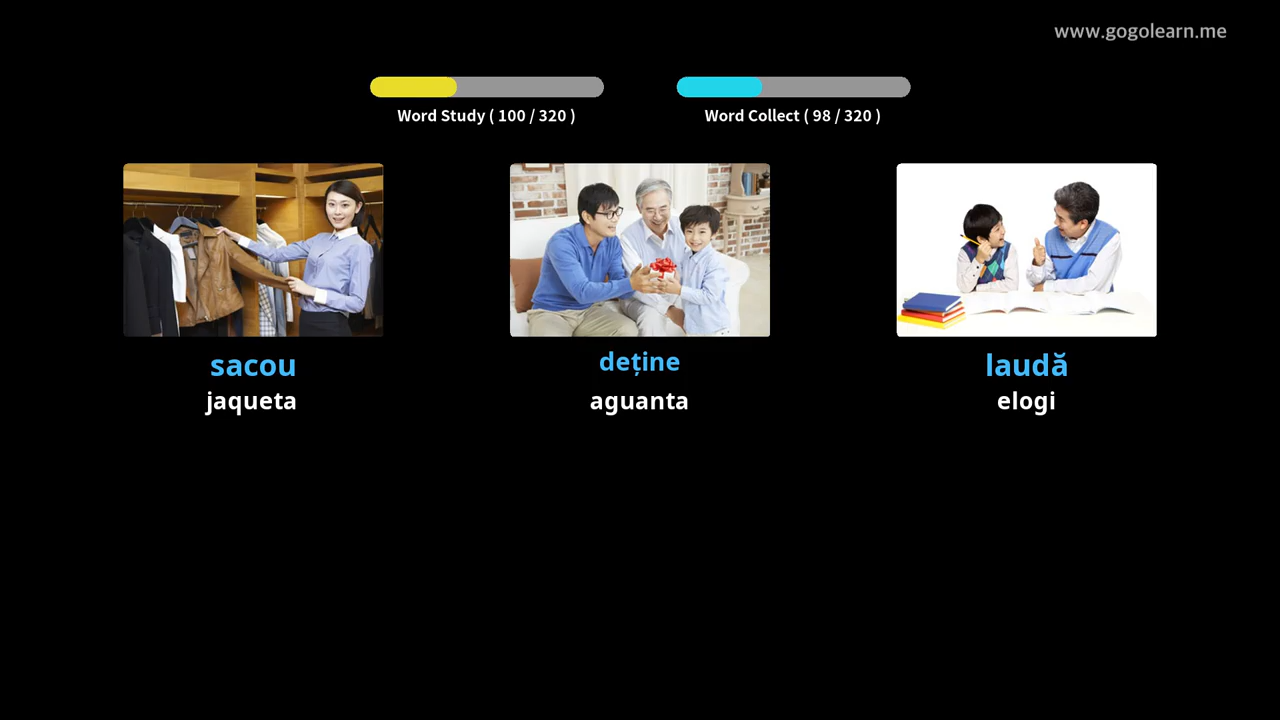 www.gogolearn.me
Word Study ( 100 / 320 )
Word Collect ( 98 / 320 )
sacou
jaqueta
deține
aguanta
laudă
elogi